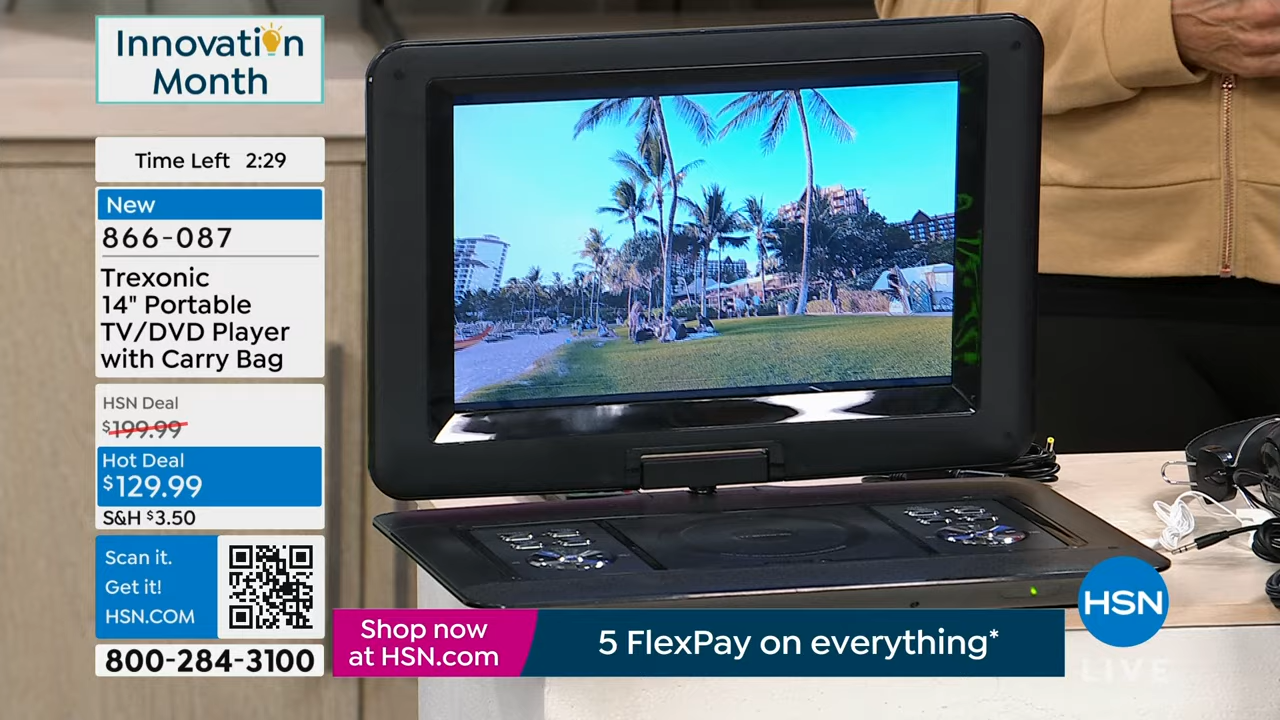 Innovation
Month
Time Left 2:29
New
866-087
Trexonic
14" Portable
TV/DVD Player
with Carry Bag
HSN Deal
$199.99
Hot Deal
$129.99
S&H $3.50
Scan it.
Get it!
HSN.COM
800-284-3100
Shop now
at HSN.com
5 FlexPay on everything*
HSN
LIVE